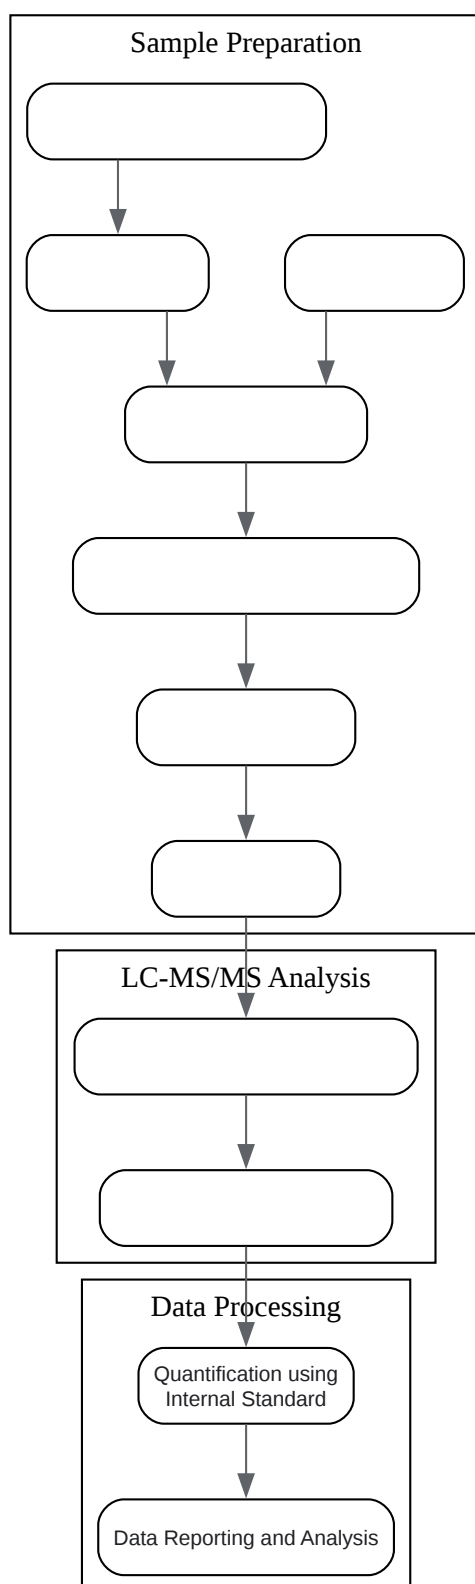 Sample Preparation
LC-MS/MS Analysis
Data Processing
Quantification using
Internal Standard
Data Reporting and Analysis